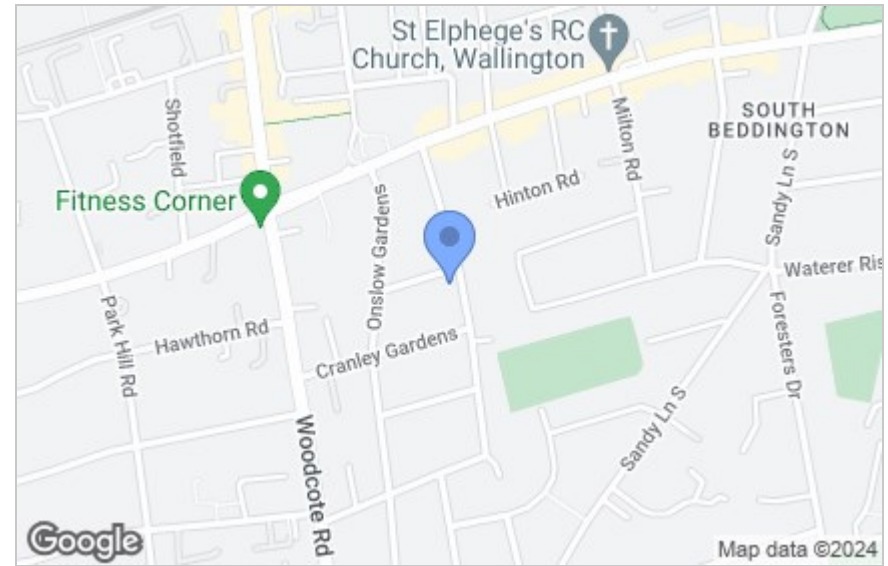 St Elphege's RC
Church, Wallington
SOUTH
BEDDINGTON
Shotfield
Milton Rd
Hinton Rd
Sandy Ln S
Fitness Corner
Onslow Gardens
Waterer Ris
Park Hill Rd
Hawthorn Rd
Cranley Gardens
Foresters Dr
Sandy Ln S
Woodcote Rd
Google
Map data ©2024